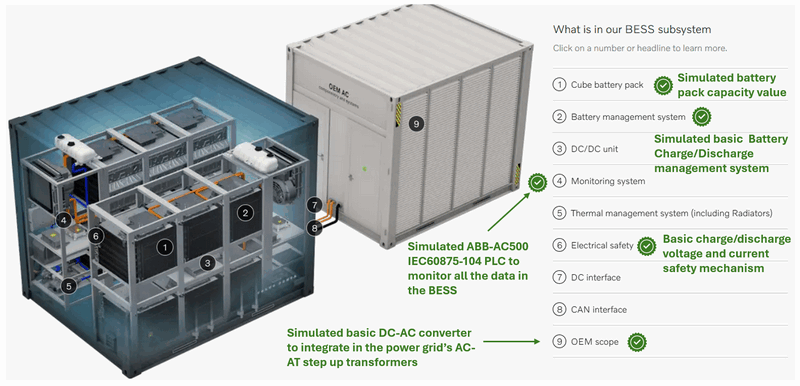 What is in our BESS subsystem
Click on a number or headline to learn more.
1 Cube battery pack
Simulated battery
pack capacity value
2 Battery management system
Simulated basic Battery
Charge/Discharge
management system
3 DC/DC unit
4 Monitoring system
5 Thermal management system (including Radiators)
6 Electrical safety
Basic charge/discharge
voltage and current
safety mechanism
7 DC interface
8 CAN interface
9 OEM scope
OEM AC
9
7
8
4
6
2
1
3
5
Simulated ABB-AC500
IEC60875-104 PLC to
monitor all the data in
the BESS
Simulated basic DC-AC converter
to integrate in the power grid's AC-
AT step up transformers